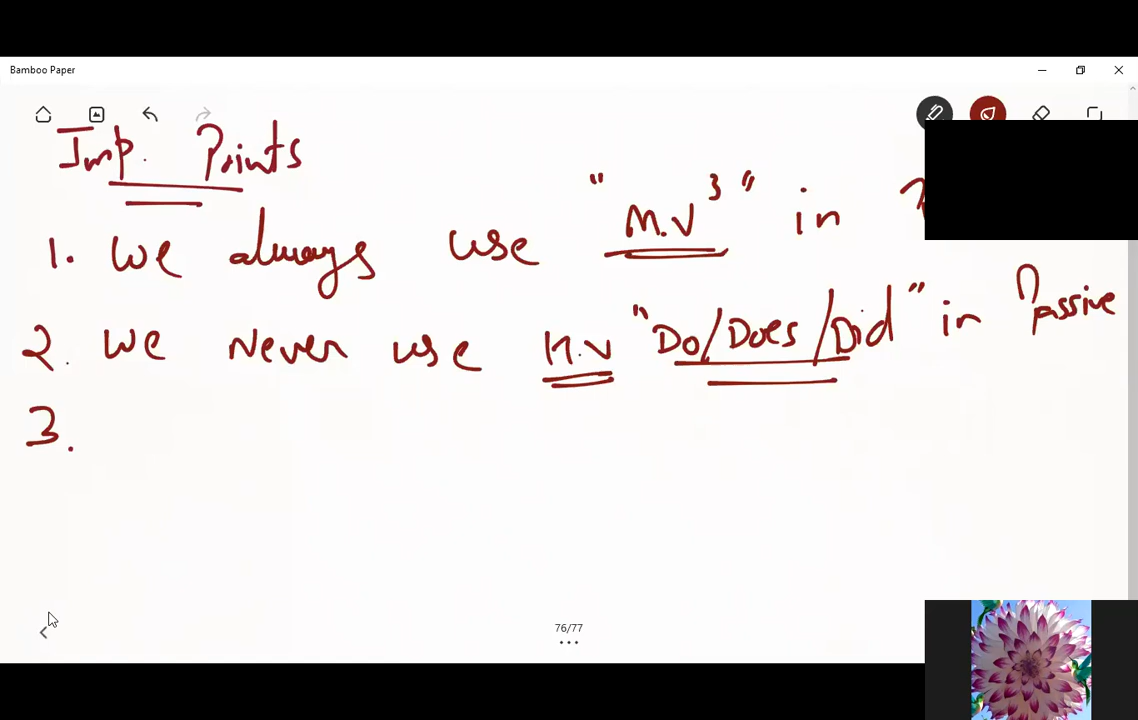 Bamboo Paper
Imp. Points
1. We always use "M.V³" in
2. We Never use H.V "Do/Does/Did" in Passive
3.
76/77